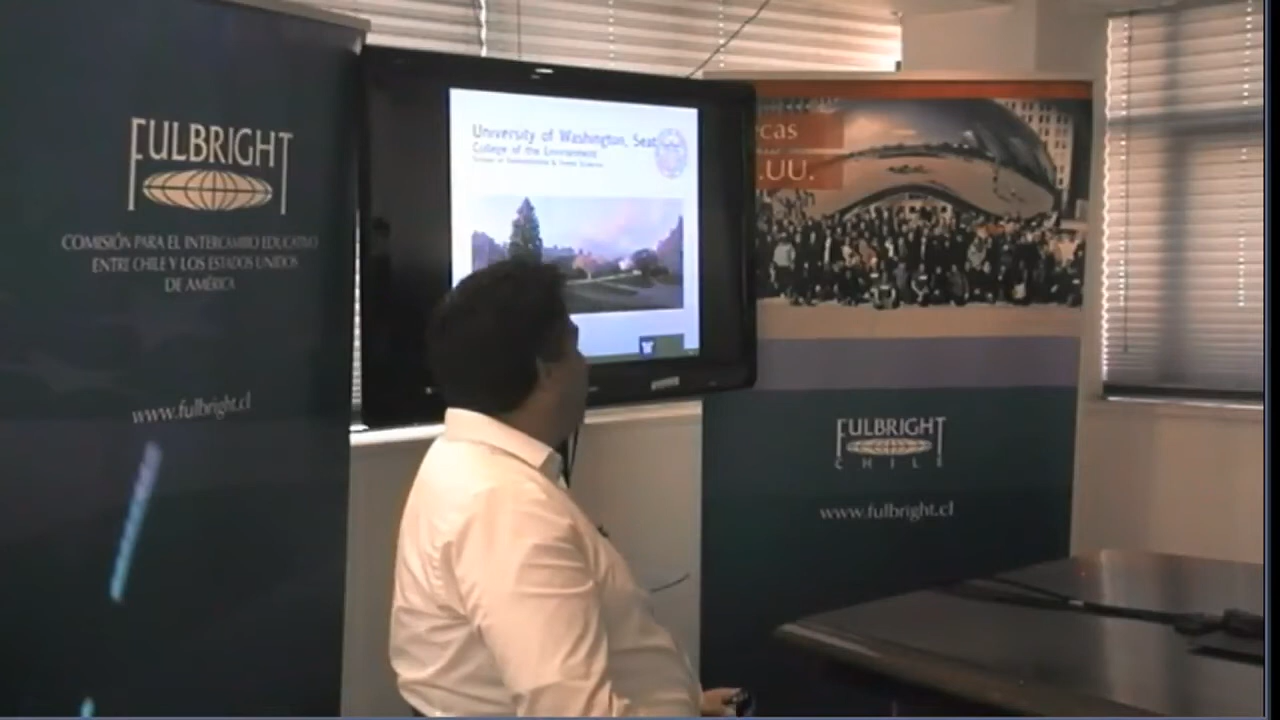 FULBRIGHT
COMISIÓN PARA EL INTERCAMBIO EDUCATIVO
ENTRE CHILE Y LOS ESTADOS UNIDOS
DE AMÉRICA
www.fulbright.cl
University of Washington, Seat
College of the Environment
cas
.UU.
FULBRIGHT
CHILE
www.fulbright.cl